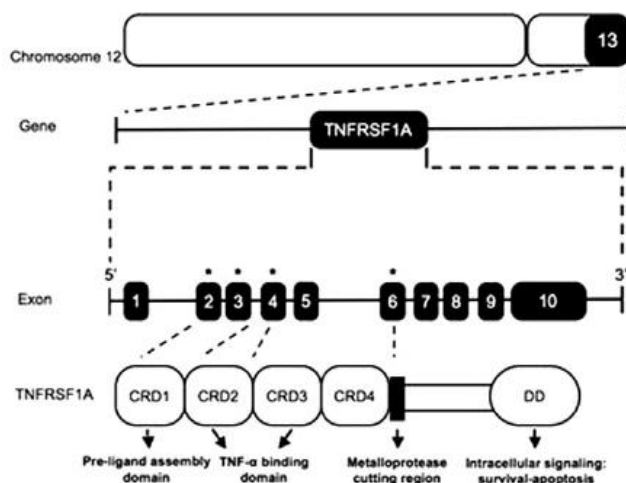 Chromosome 12
13
Gene
TNFRSF1A
5'
3'
* * * *
Exon
1 2 3 4 5 6 7 8 9 10
TNFRSF1A
CRD1 CRD2 CRD3 CRD4 DD
Pre-ligand assembly
domain
TNF-α binding
domain
Metalloprotease
cutting region
Intracellular signaling:
survival-apoptosis